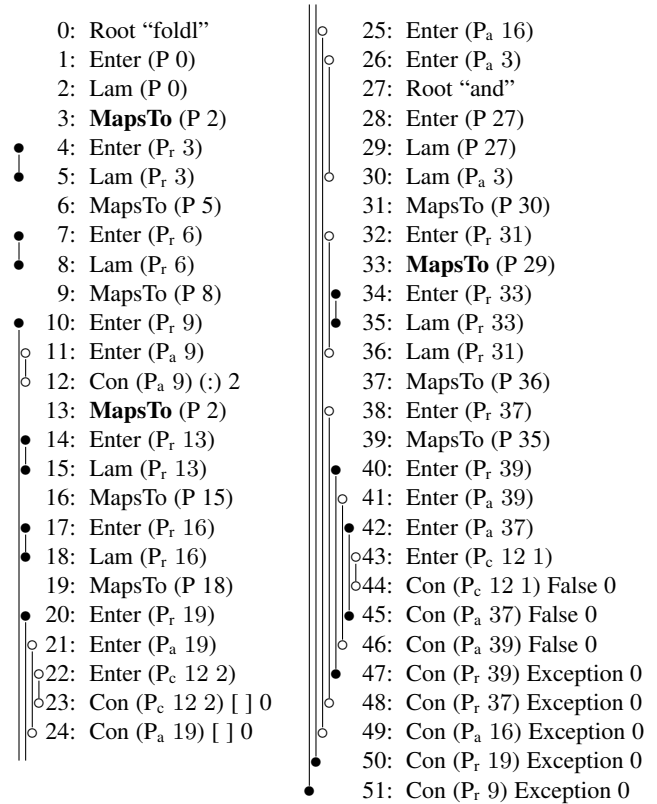 0: Root “foldl”
1: Enter (P 0)
2: Lam (P 0)
3: MapsTo (P 2)
4: Enter (Pr 3)
5: Lam (Pr 3)
6: MapsTo (P 5)
7: Enter (Pr 6)
8: Lam (Pr 6)
9: MapsTo (P 8)
10: Enter (Pr 9)
11: Enter (Pa 9)
12: Con (Pa 9) (:) 2
13: MapsTo (P 2)
14: Enter (Pr 13)
15: Lam (Pr 13)
16: MapsTo (P 15)
17: Enter (Pr 16)
18: Lam (Pr 16)
19: MapsTo (P 18)
20: Enter (Pr 19)
21: Enter (Pa 19)
22: Enter (Pc 12 2)
23: Con (Pc 12 2) [ ] 0
24: Con (Pa 19) [ ] 0
25: Enter (Pa 16)
26: Enter (Pa 3)
27: Root “and”
28: Enter (P 27)
29: Lam (P 27)
30: Lam (Pa 3)
31: MapsTo (P 30)
32: Enter (Pr 31)
33: MapsTo (P 29)
34: Enter (Pr 33)
35: Lam (Pr 33)
36: Lam (Pr 31)
37: MapsTo (P 36)
38: Enter (Pr 37)
39: MapsTo (P 35)
40: Enter (Pr 39)
41: Enter (Pa 39)
42: Enter (Pa 37)
43: Enter (Pc 12 1)
44: Con (Pc 12 1) False 0
45: Con (Pa 37) False 0
46: Con (Pa 39) False 0
47: Con (Pr 39) Exception 0
48: Con (Pr 37) Exception 0
49: Con (Pa 16) Exception 0
50: Con (Pr 19) Exception 0
51: Con (Pr 9) Exception 0